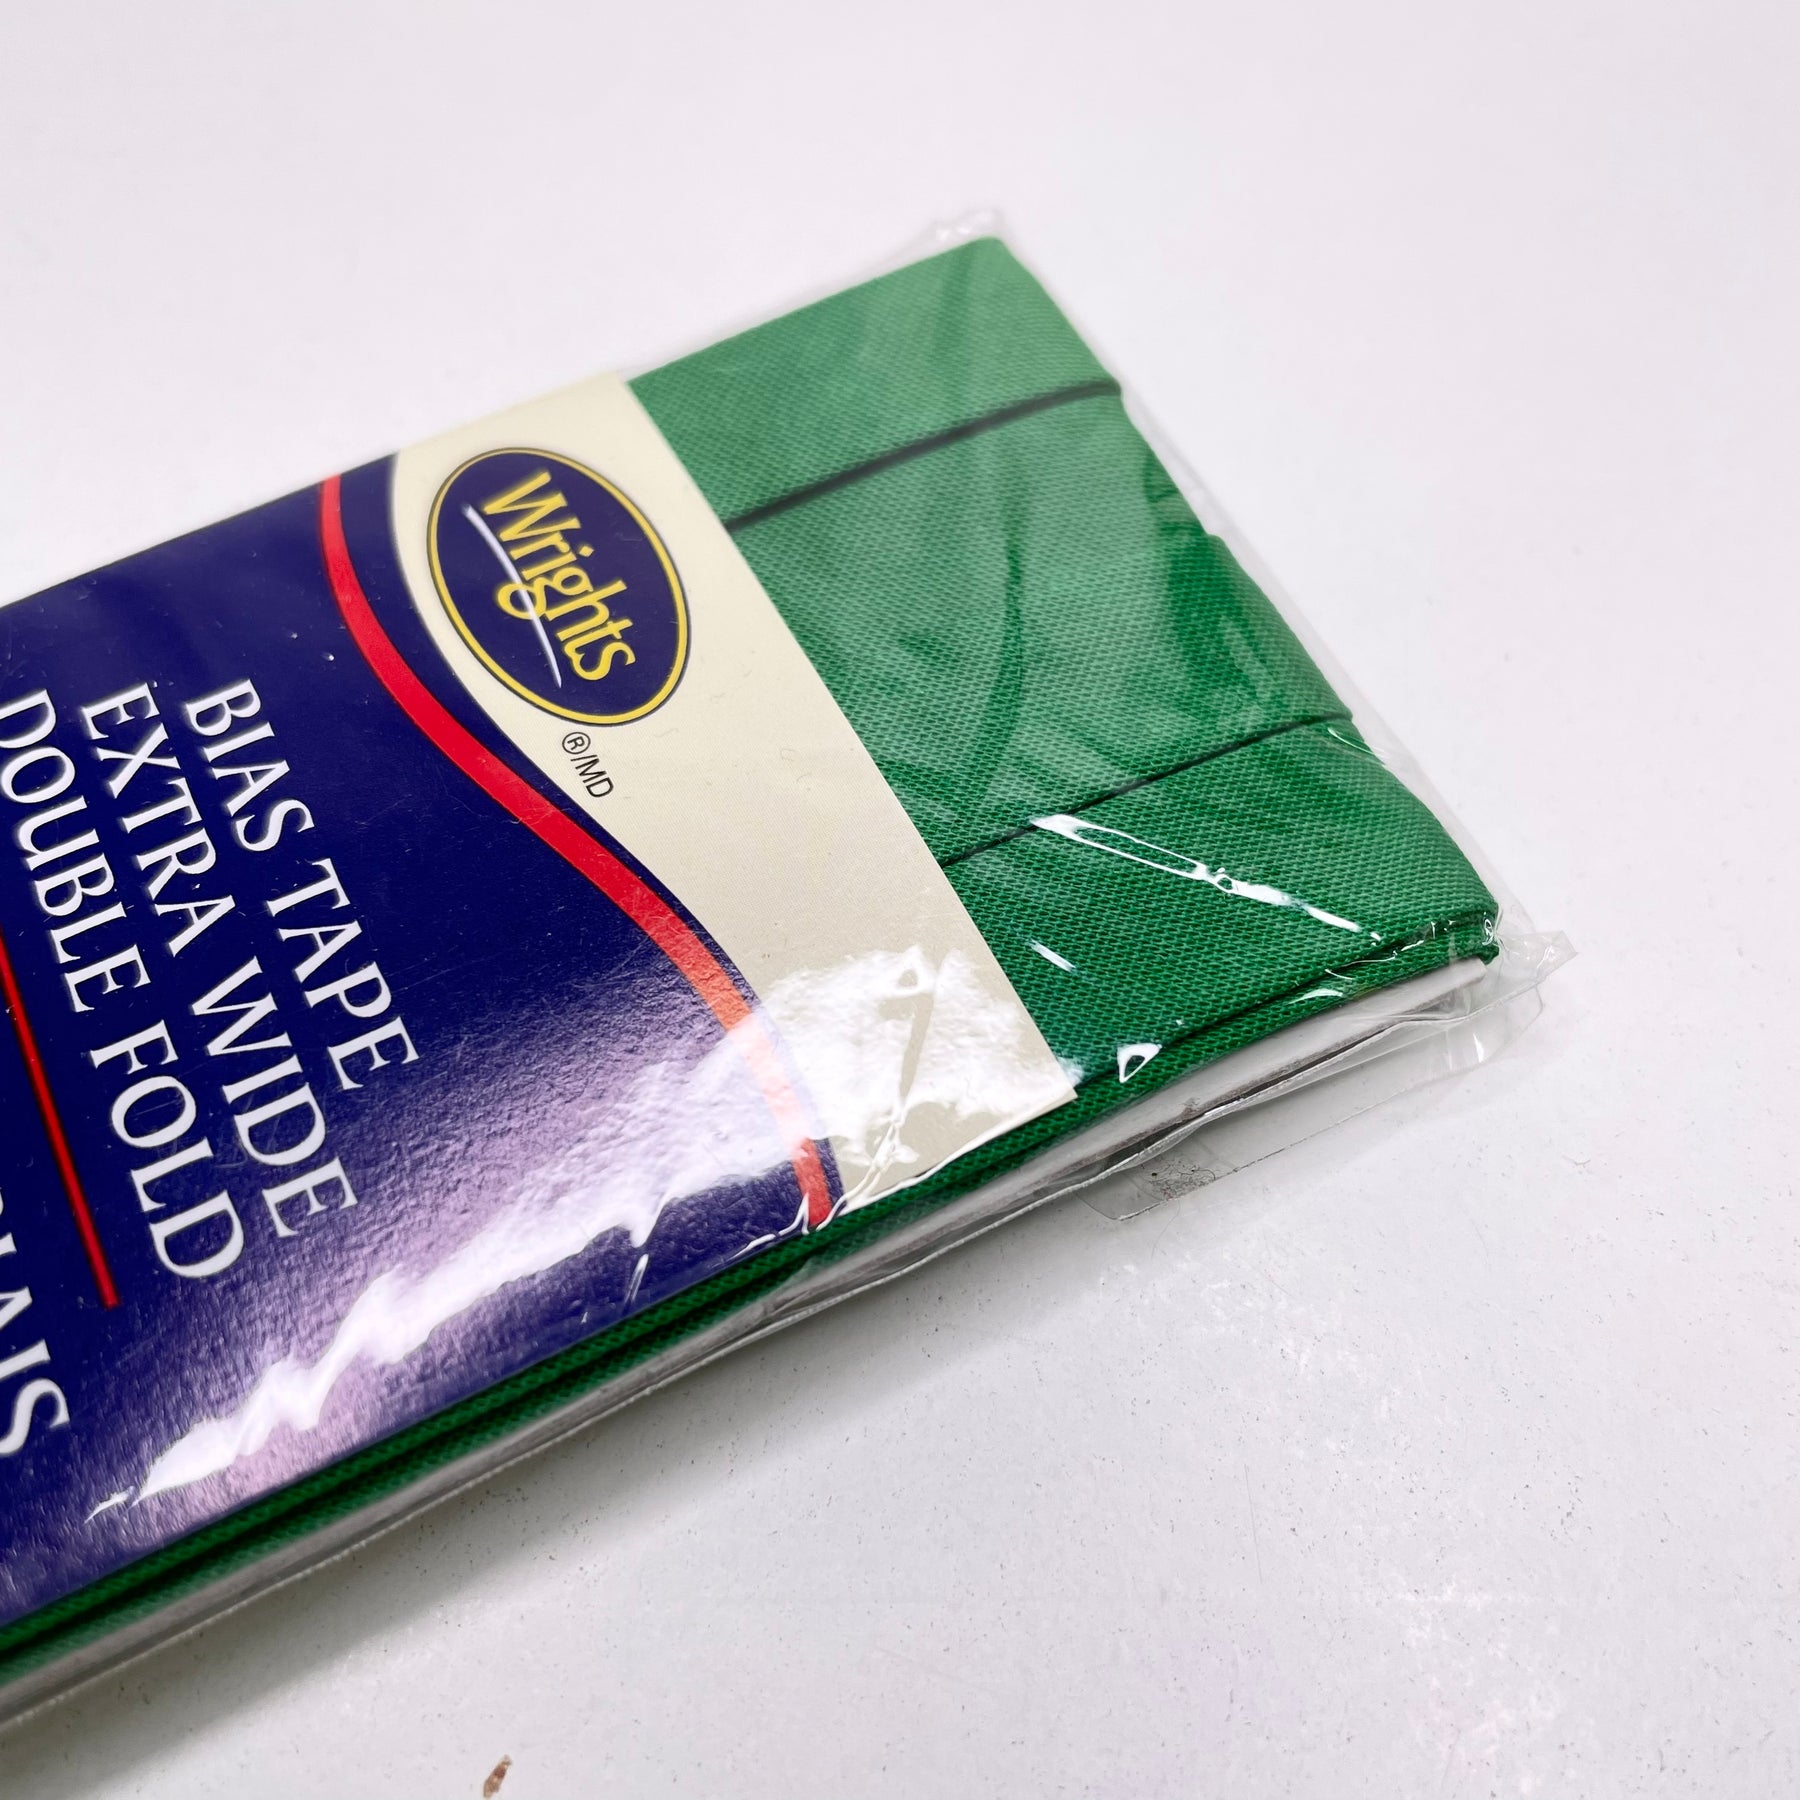 Wrights
®/MD
BIAS TAPE
EXTRA WIDE
DOUBLE FOLD